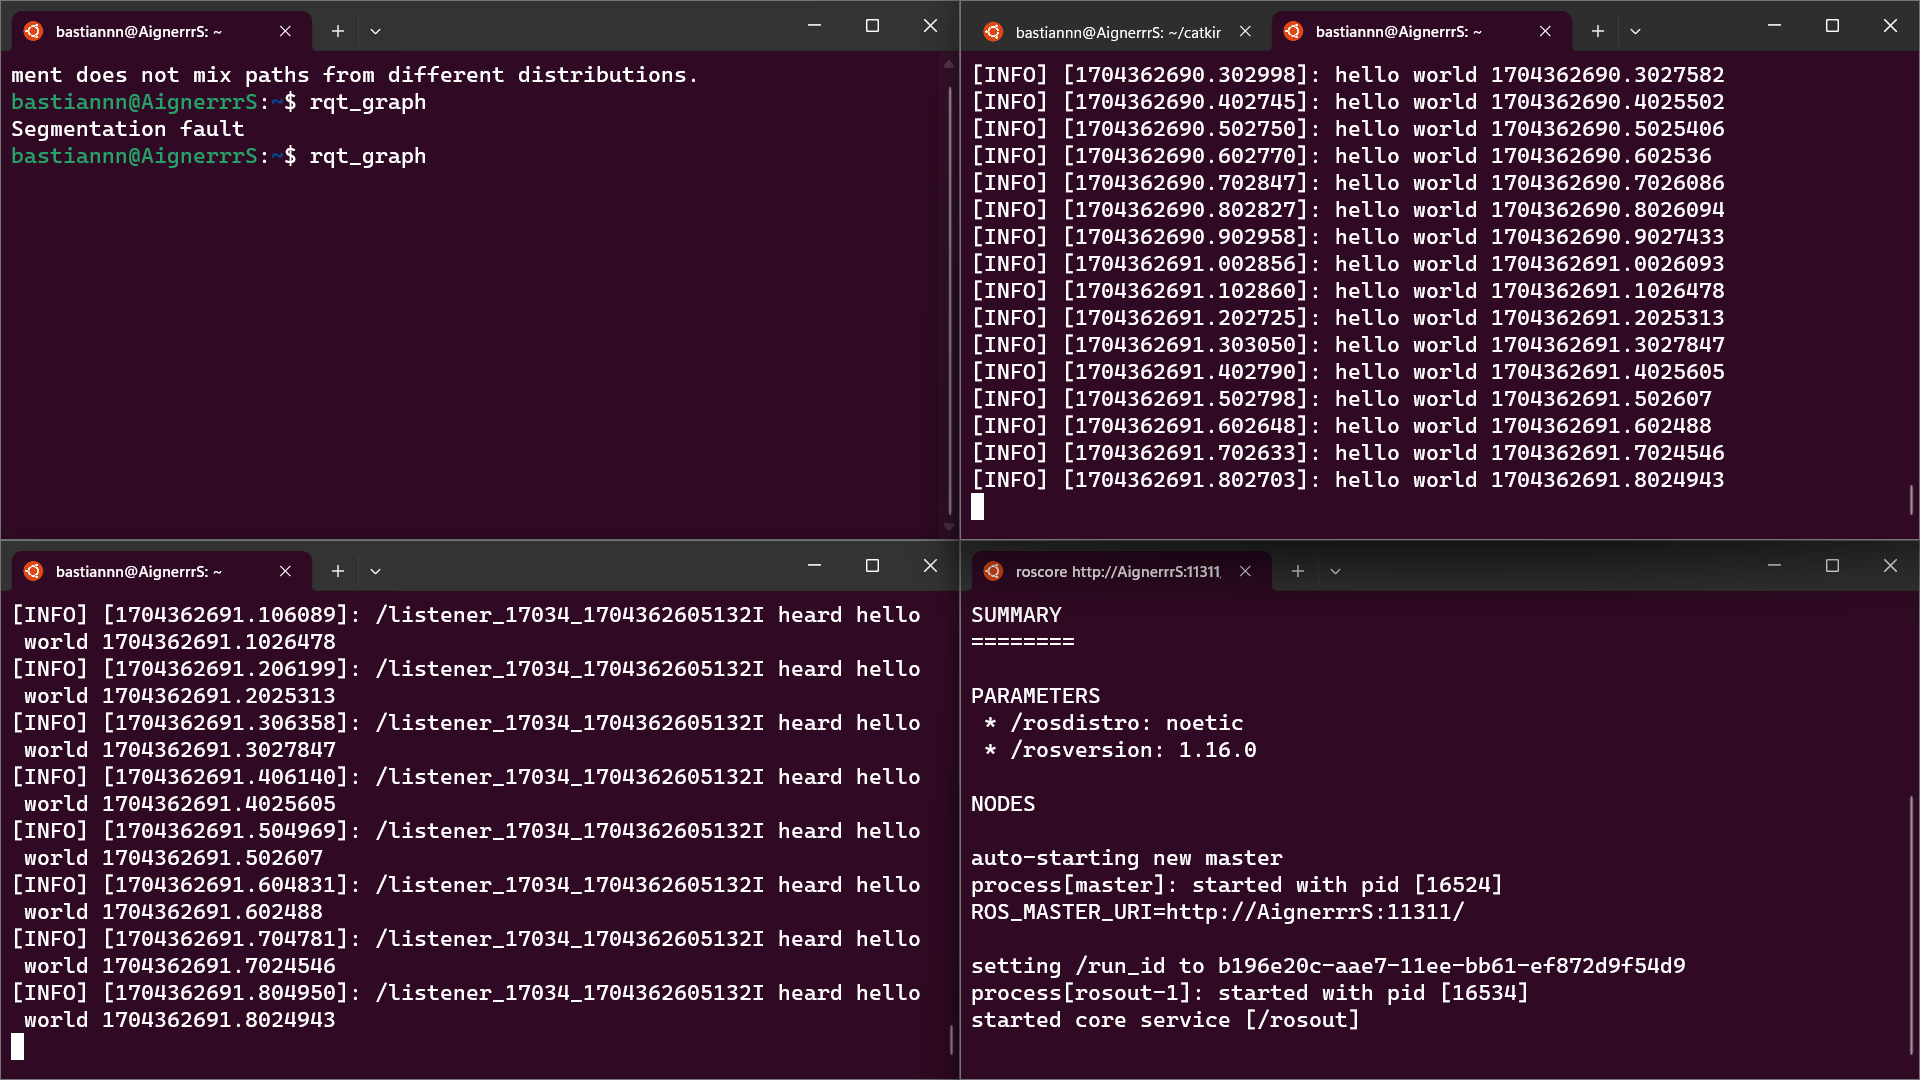 bastiannn@AignerrrS: ~
ment does not mix paths from different distributions.
bastiannn@AignerrrS:~$ rqt_graph
Segmentation fault
bastiannn@AignerrrS:~$ rqt_graph
bastiannn@AignerrrS: ~/catkir
bastiannn@AignerrrS: ~
[INFO] [1704362690.302998]: hello world 1704362690.3027582
[INFO] [1704362690.402745]: hello world 1704362690.4025502
[INFO] [1704362690.502750]: hello world 1704362690.5025406
[INFO] [1704362690.602770]: hello world 1704362690.602536
[INFO] [1704362690.702847]: hello world 1704362690.7026086
[INFO] [1704362690.802827]: hello world 1704362690.8026094
[INFO] [1704362690.902958]: hello world 1704362690.9027433
[INFO] [1704362691.002856]: hello world 1704362691.0026093
[INFO] [1704362691.102860]: hello world 1704362691.1026478
[INFO] [1704362691.202725]: hello world 1704362691.2025313
[INFO] [1704362691.303050]: hello world 1704362691.3027847
[INFO] [1704362691.402790]: hello world 1704362691.4025605
[INFO] [1704362691.502798]: hello world 1704362691.502607
[INFO] [1704362691.602648]: hello world 1704362691.602488
[INFO] [1704362691.702633]: hello world 1704362691.7024546
[INFO] [1704362691.802703]: hello world 1704362691.8024943
bastiannn@AignerrrS: ~
[INFO] [1704362691.106089]: /listener_17034_1704362605132I heard hello
world 1704362691.1026478
[INFO] [1704362691.206199]: /listener_17034_1704362605132I heard hello
world 1704362691.2025313
[INFO] [1704362691.306358]: /listener_17034_1704362605132I heard hello
world 1704362691.3027847
[INFO] [1704362691.406140]: /listener_17034_1704362605132I heard hello
world 1704362691.4025605
[INFO] [1704362691.504969]: /listener_17034_1704362605132I heard hello
world 1704362691.502607
[INFO] [1704362691.604831]: /listener_17034_1704362605132I heard hello
world 1704362691.602488
[INFO] [1704362691.704781]: /listener_17034_1704362605132I heard hello
world 1704362691.7024546
[INFO] [1704362691.804950]: /listener_17034_1704362605132I heard hello
world 1704362691.8024943
roscore http://AignerrrS:11311/
SUMMARY
========
PARAMETERS
* /rosdistro: noetic
* /rosversion: 1.16.0
NODES
auto-starting new master
process[master]: started with pid [16524]
ROS_MASTER_URI=http://AignerrrS:11311/
setting /run_id to b196e20c-aae7-11ee-bb61-ef872d9f54d9
process[rosout-1]: started with pid [16534]
started core service [/rosout]